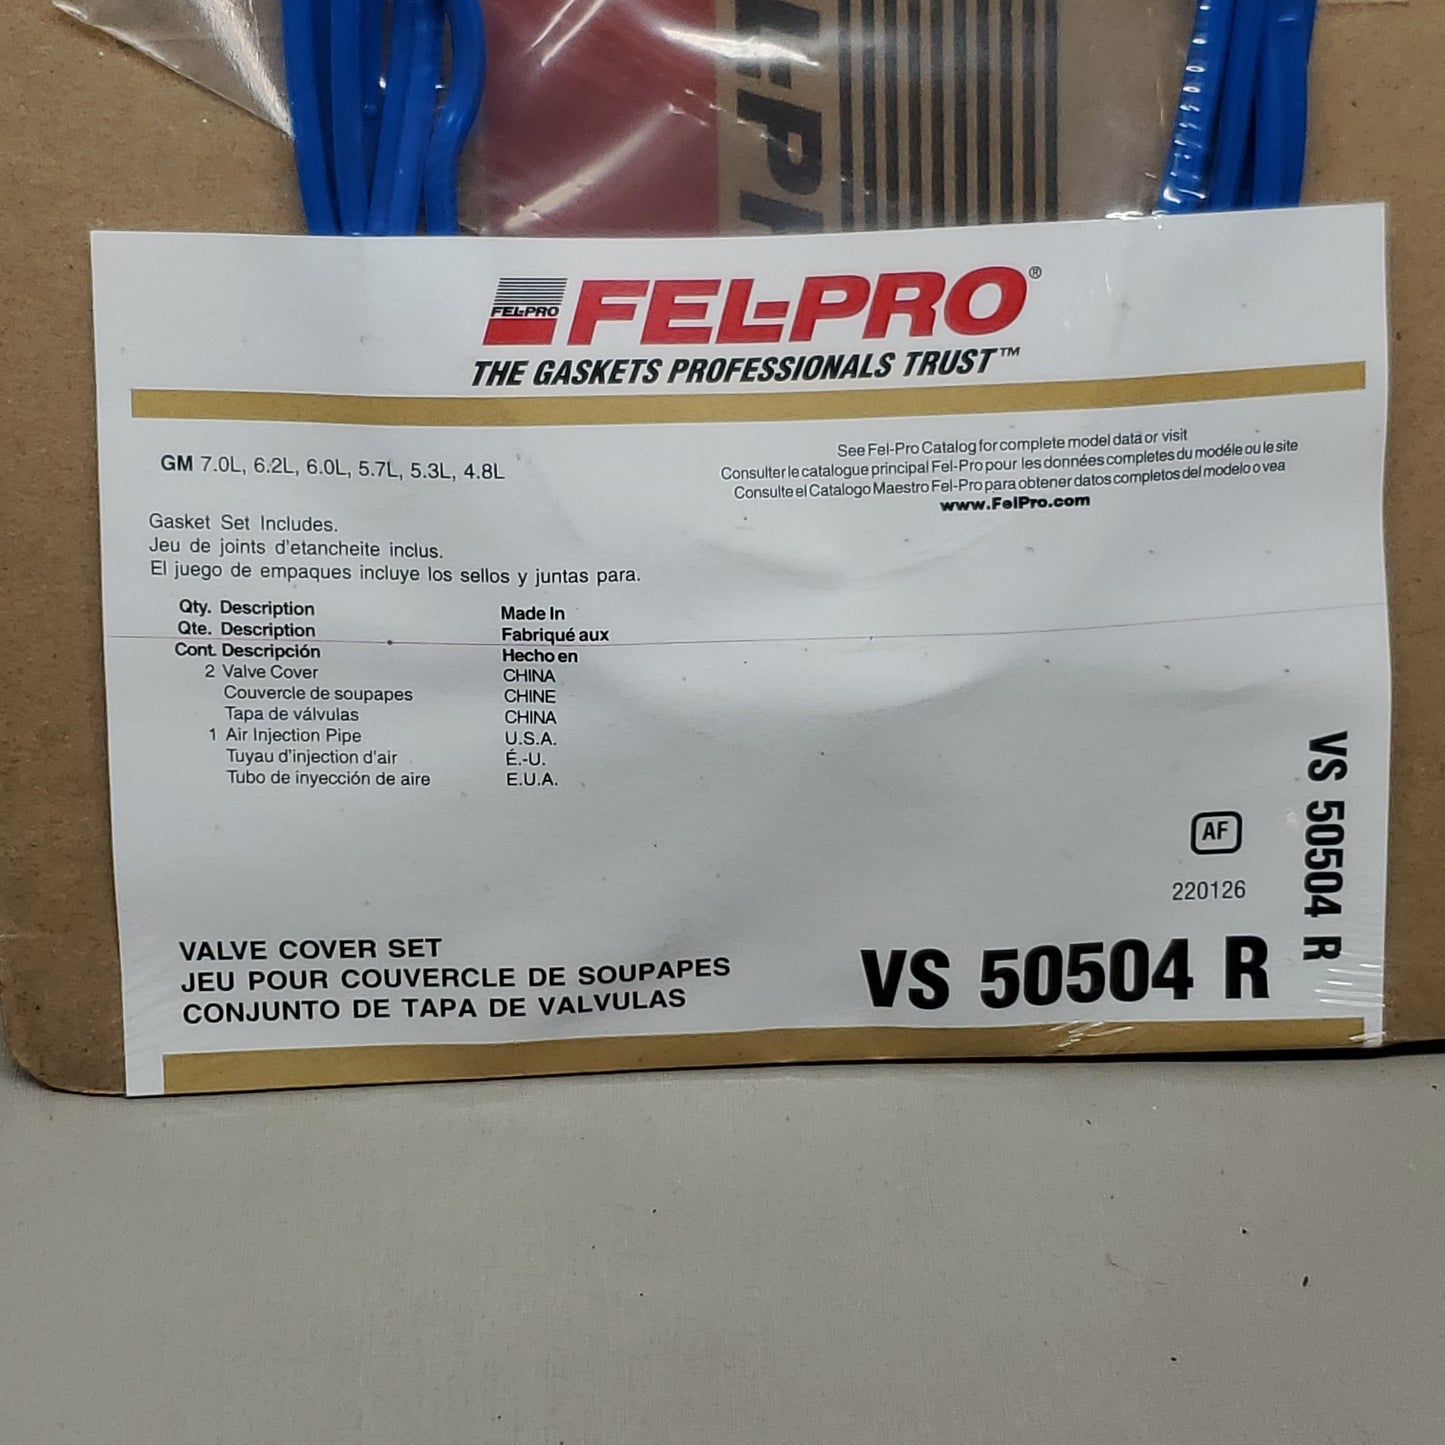 FEL-PRO
FEL-PRO®
THE GASKETS PROFESSIONALS TRUST™
GM 7.0L, 6.2L, 6.0L, 5.7L, 5.3L, 4.8L
See Fel-Pro Catalog for complete model data or visit
Consulter le catalogue principal Fel-Pro pour les données completes du modéle ou le site
Consulte el Catalogo Maestro Fel-Pro para obtener datos completos del modelo o vea
www.FelPro.com
Gasket Set Includes.
Jeu de joints d'etancheite inclus.
El juego de empaques incluye los sellos y juntas para.
Qty. Description Made In
Qte. Description Fabriqué aux
Cont. Descripción Hecho en
2 Valve Cover CHINA
Couvercle de soupapes CHINE
Tapa de válvulas CHINA
1 Air Injection Pipe U.S.A.
Tuyau d'injection d'air É.-U.
Tubo de inyección de aire E.U.A.
AF
220126
VS 50504 R
VALVE COVER SET
JEU POUR COUVERCLE DE SOUPAPES
CONJUNTO DE TAPA DE VALVULAS
VS 50504 R